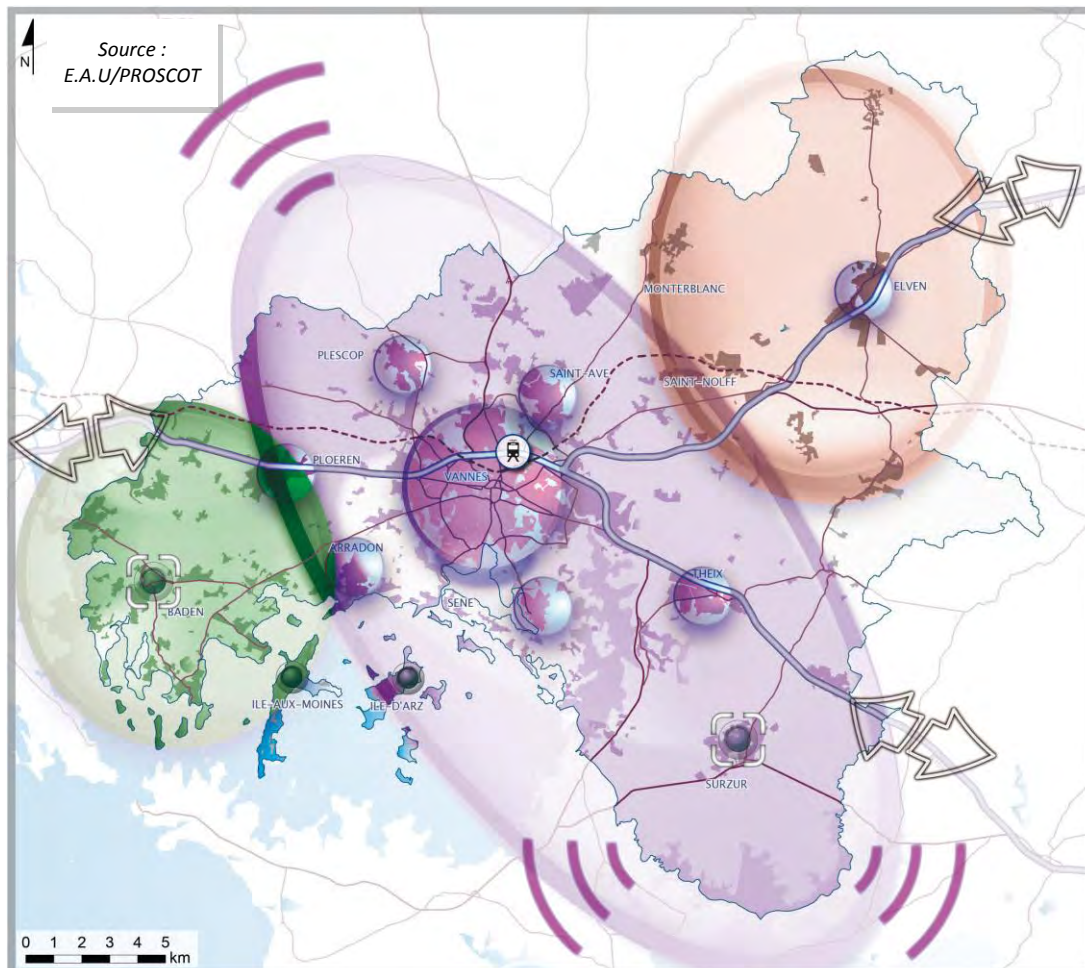 Source :
E.A.U/PROSCOT
N
MONTERBLANC
ELVEN
PLESCOP
SAINT-AVE
SAINT-NOLFF
PLOEREN
VANNES
ARRADON
THEIX
BADEN
SENE
ILE-AUX-MOINES
ILE-D'ARZ
SURZUR
0 1 2 3 4 5
km